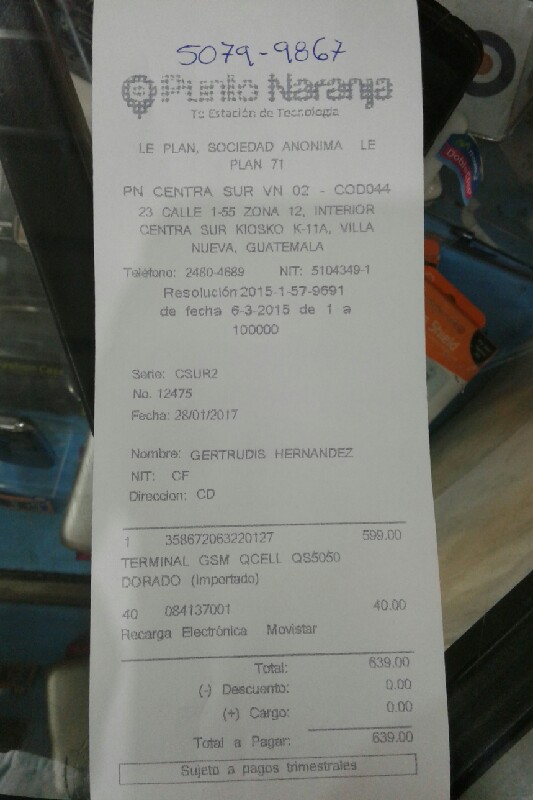 5079-9867
Punto Naranja
Tu Estación de Tecnología
LE PLAN, SOCIEDAD ANONIMA LE
PLAN 71
PN CENTRA SUR VN 02 - COD044
23 CALLE 1-55 ZONA 12, INTERIOR
CENTRA SUR KIOSKO K-11A, VILLA
NUEVA, GUATEMALA
Teléfono: 2480-4689 NIT: 5104349-1
Resolución 2015-1-57-9691
de fecha 6-3-2015 de 1 a
100000
Serie: CSUR2
No. 12475
Fecha: 28/01/2017
Nombre: GERTRUDIS HERNANDEZ
NIT: CF
Direccion: CD
1 358672063220127 599.00
TERMINAL GSM QCELL QS5050
DORADO (importado)
40 084137001 40.00
Recarga Electrónica Movistar
Total: 639.00
(-) Descuento: 0.00
(+) Cargo: 0.00
Total a Pagar: 639.00
Sujeto a pagos trimestrales
Shield